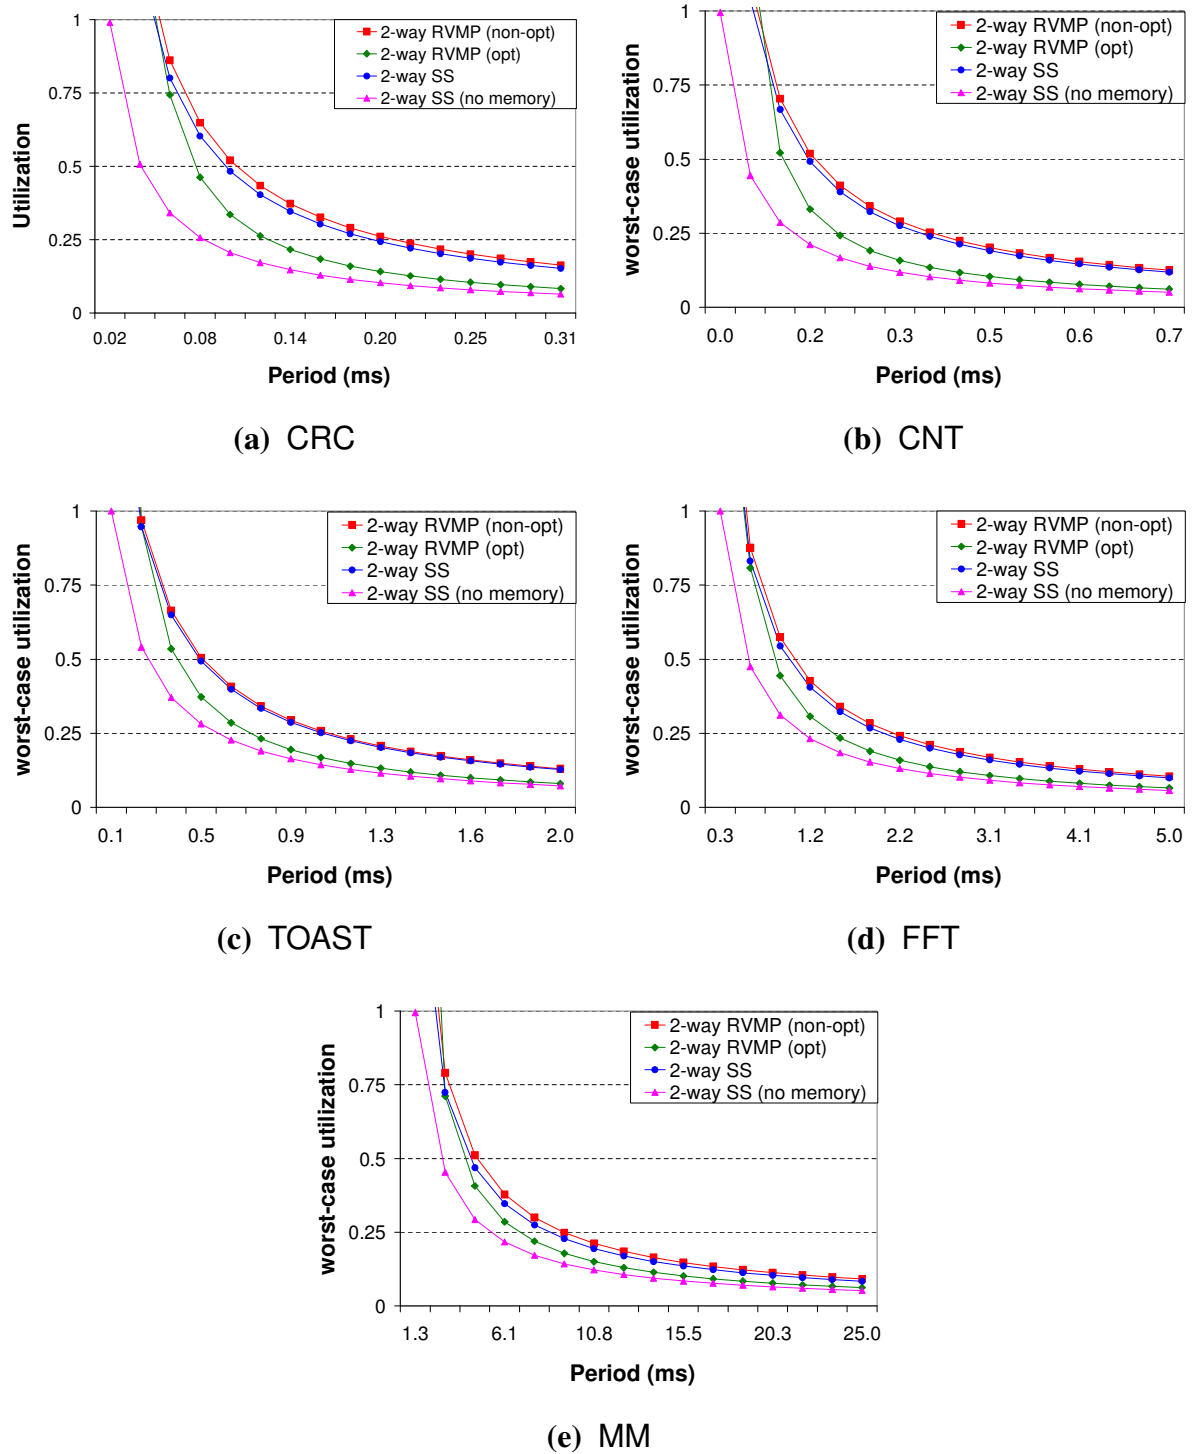 1
0.75
0.5
0.25
0
Utilization
2-way RVMP (non-opt)
2-way RVMP (opt)
2-way SS
2-way SS (no memory)
0.02 0.08 0.14 0.20 0.25 0.31
Period (ms)
(a) CRC
1
0.75
0.5
0.25
0
worst-case utilization
2-way RVMP (non-opt)
2-way RVMP (opt)
2-way SS
2-way SS (no memory)
0.0 0.2 0.3 0.5 0.6 0.7
Period (ms)
(b) CNT
1
0.75
0.5
0.25
0
worst-case utilization
2-way RVMP (non-opt)
2-way RVMP (opt)
2-way SS
2-way SS (no memory)
0.1 0.5 0.9 1.3 1.6 2.0
Period (ms)
(c) TOAST
1
0.75
0.5
0.25
0
worst-case utilization
2-way RVMP (non-opt)
2-way RVMP (opt)
2-way SS
2-way SS (no memory)
0.3 1.2 2.2 3.1 4.1 5.0
Period (ms)
(d) FFT
1
0.75
0.5
0.25
0
worst-case utilization
2-way RVMP (non-opt)
2-way RVMP (opt)
2-way SS
2-way SS (no memory)
1.3 6.1 10.8 15.5 20.3 25.0
Period (ms)
(e) MM